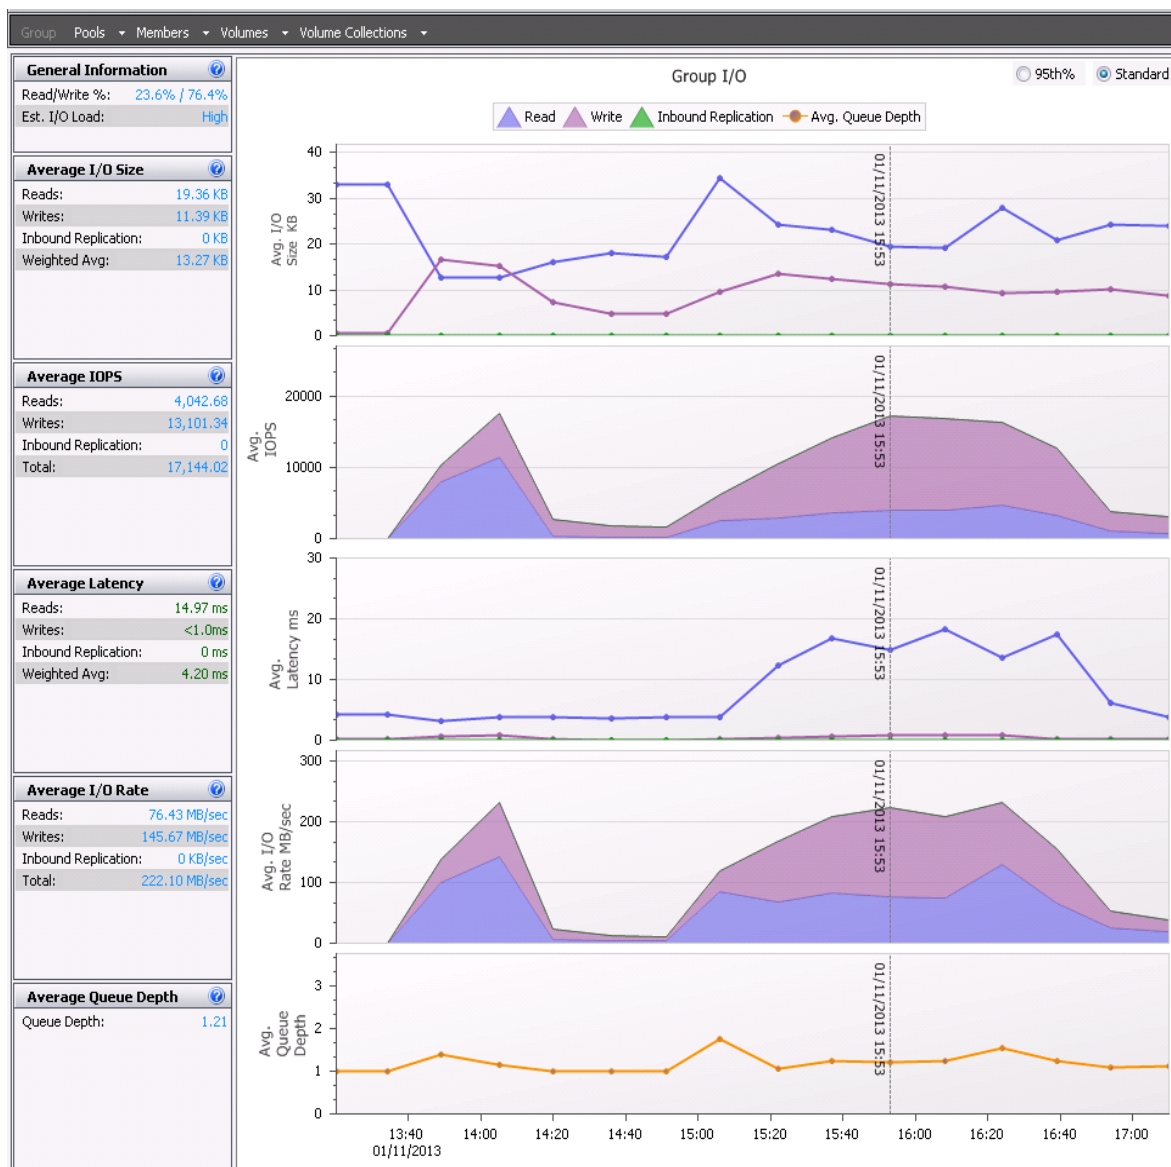 Group Pools Members Volumes Volume Collections
General Information
Read/Write %: 23.6% / 76.4%
Est. I/O Load: High
Average I/O Size
Reads: 19.36 KB
Writes: 11.39 KB
Inbound Replication: 0 KB
Weighted Avg: 13.27 KB
Average IOPS
Reads: 4,042.68
Writes: 13,101.34
Inbound Replication: 0
Total: 17,144.02
Average Latency
Reads: 14.97 ms
Writes: <1.0ms
Inbound Replication: 0 ms
Weighted Avg: 4.20 ms
Average I/O Rate
Reads: 76.43 MB/sec
Writes: 145.67 MB/sec
Inbound Replication: 0 KB/sec
Total: 222.10 MB/sec
Average Queue Depth
Queue Depth: 1.21
Group I/O
95th% Standard
Read Write Inbound Replication Avg. Queue Depth
Avg. I/O
Size KB
40
30
20
10
0
01/11/2013 15:53
Avg.
IOPS
20000
10000
0
01/11/2013 15:53
Avg.
Latency ms
30
20
10
0
01/11/2013 15:53
Avg. I/O
Rate MB/sec
300
200
100
0
01/11/2013 15:53
Avg.
Queue
Depth
3
2
1
0
01/11/2013 15:53
13:40 14:00 14:20 14:40 15:00 15:20 15:40 16:00 16:20 16:40 17:00
01/11/2013